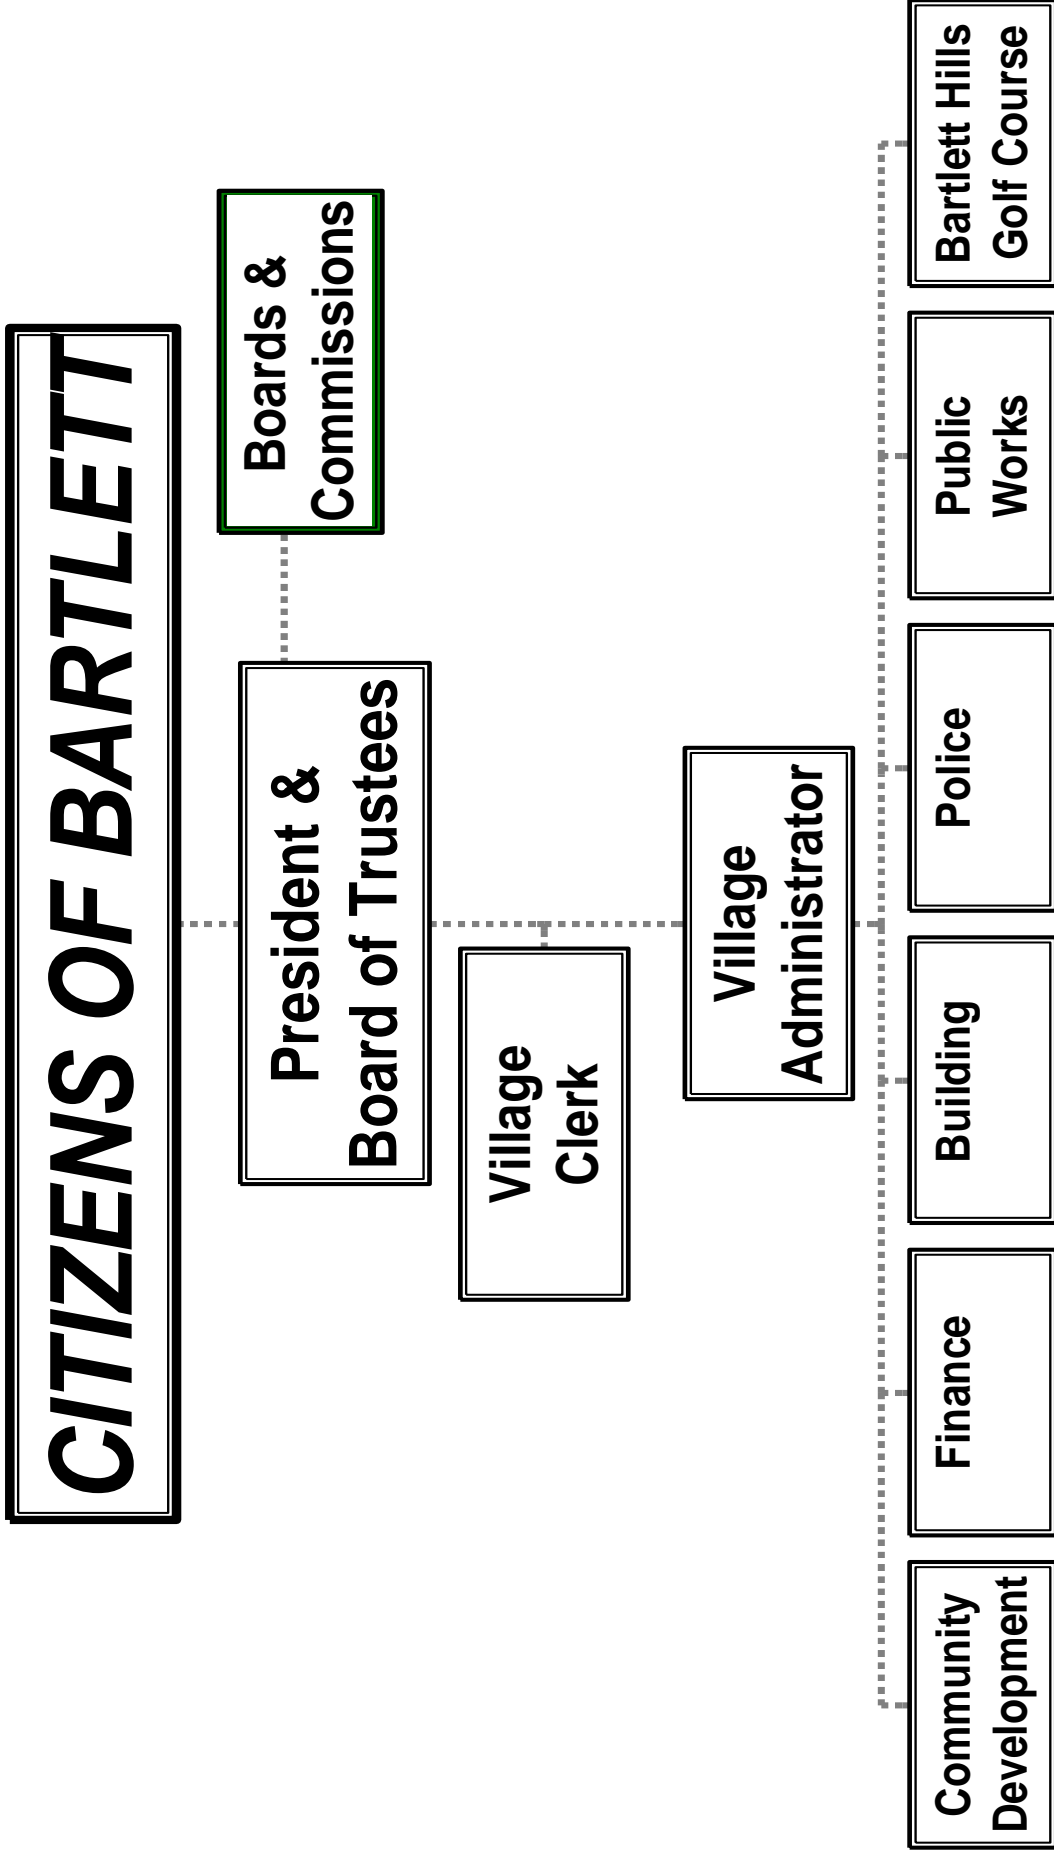 CITIZENS OF BARTLETT
President &
Board of Trustees
Boards &
Commissions
Village
Clerk
Village
Administrator
Community
Development
Finance
Building
Police
Public
Works
Bartlett Hills
Golf Course